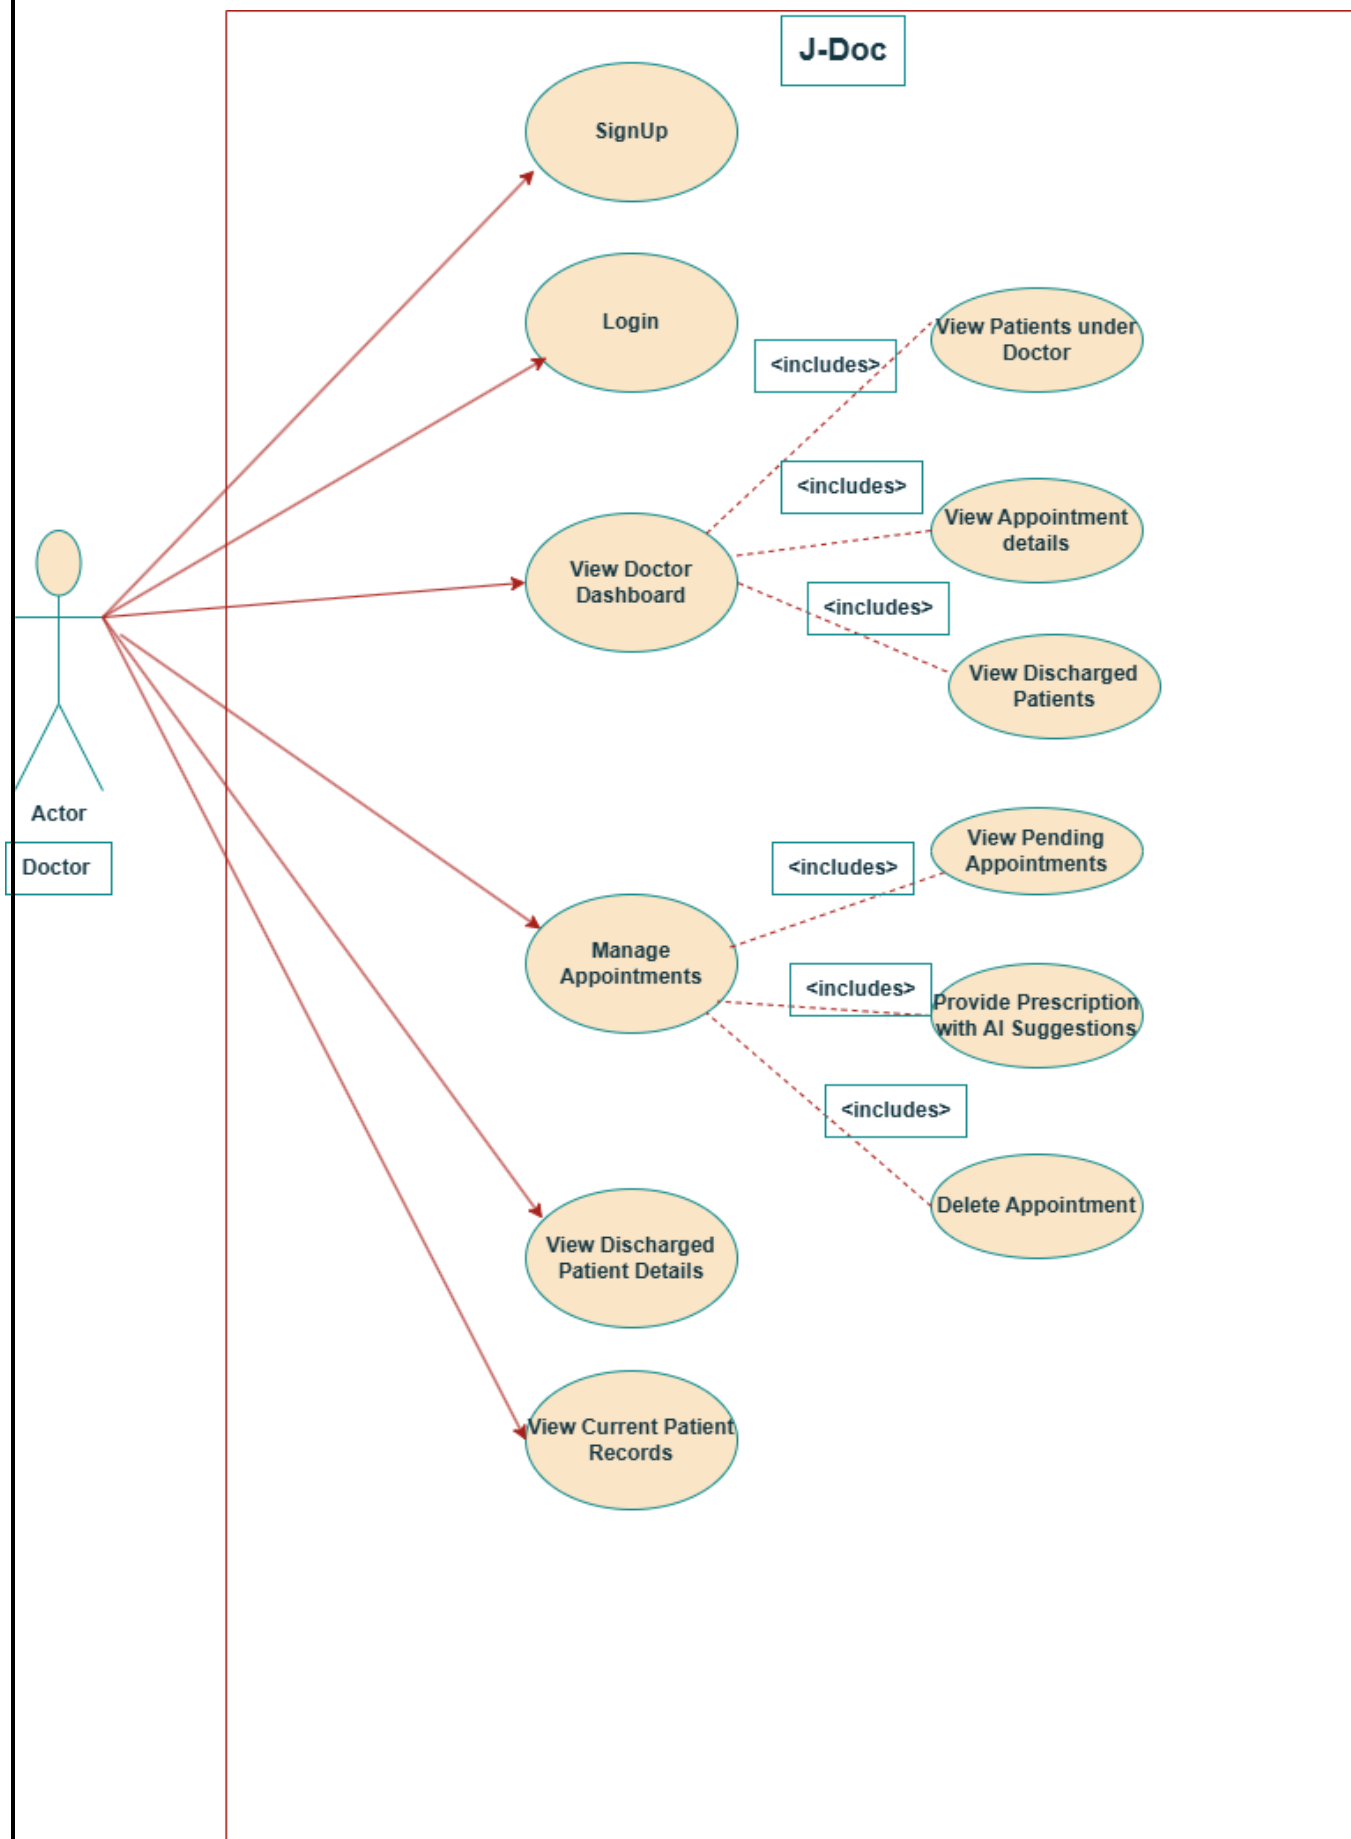 J-Doc
SignUp
Login
<includes>
View Patients under
Doctor
<includes>
View Appointment
details
View Doctor
Dashboard
<includes>
View Discharged
Patients
Actor
Doctor
<includes>
View Pending
Appointments
Manage
Appointments
<includes>
Provide Prescription
with AI Suggestions
<includes>
Delete Appointment
View Discharged
Patient Details
View Current Patient
Records